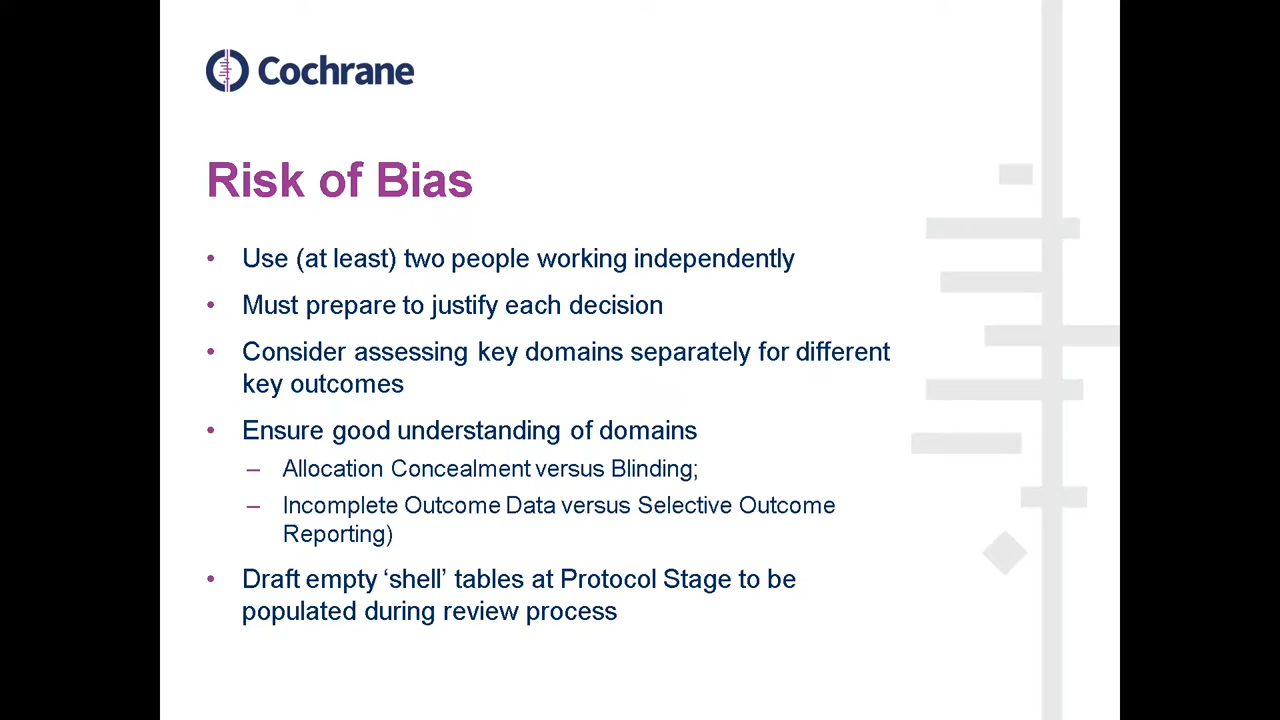 Cochrane
Risk of Bias
• Use (at least) two people working independently
• Must prepare to justify each decision
• Consider assessing key domains separately for different
key outcomes
• Ensure good understanding of domains
– Allocation Concealment versus Blinding;
– Incomplete Outcome Data versus Selective Outcome
Reporting)
• Draft empty ‘shell’ tables at Protocol Stage to be
populated during review process